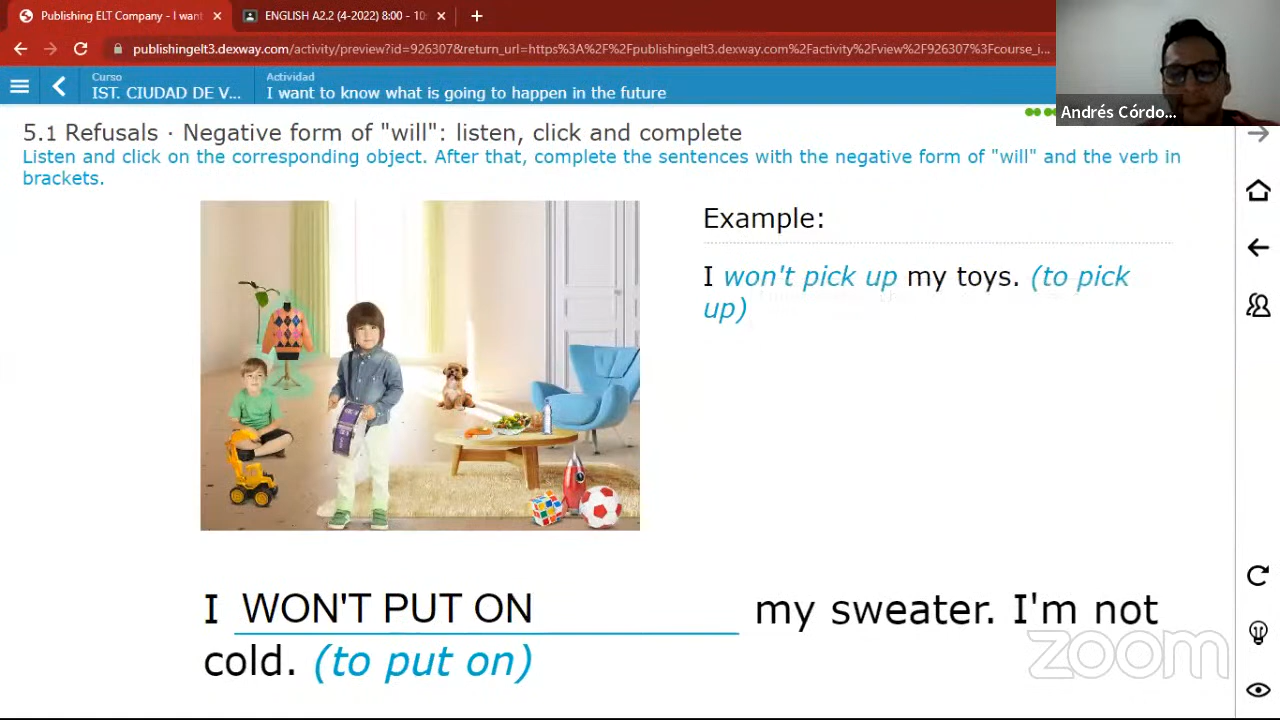 Publishing ELT Company - I want
ENGLISH A2.2 (4-2022) 8:00 - 10:
publishingelt3.dexway.com/activity/preview?id=926307&return_url=https%3A%2F%2Fpublishingelt3.dexway.com%2Factivity%2Fview%2F926307%3Fcourse_i...
Curso
IST. CIUDAD DE V...
Actividad
I want to know what is going to happen in the future
Andrés Córdo...
5.1 Refusals · Negative form of "will": listen, click and complete
Listen and click on the corresponding object. After that, complete the sentences with the negative form of "will" and the verb in
brackets.
Example:
I won't pick up my toys. (to pick
up)
I WON'T PUT ON my sweater. I'm not
cold. (to put on)
zoom